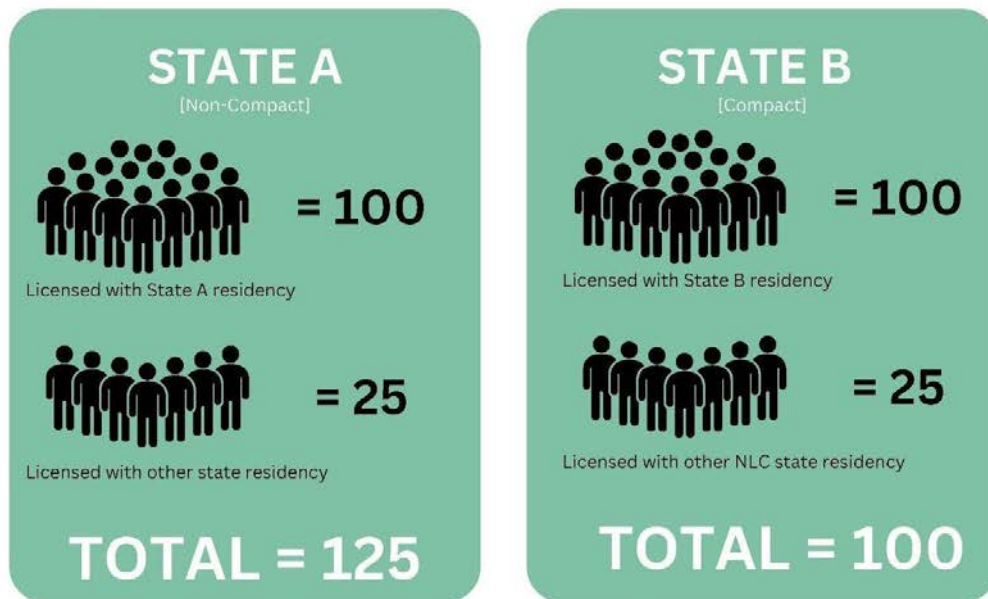 STATE A
[Non-Compact]
= 100
Licensed with State A residency
= 25
Licensed with other state residency
TOTAL = 125
STATE B
[Compact]
= 100
Licensed with State B residency
= 25
Licensed with other NLC state residency
TOTAL = 100